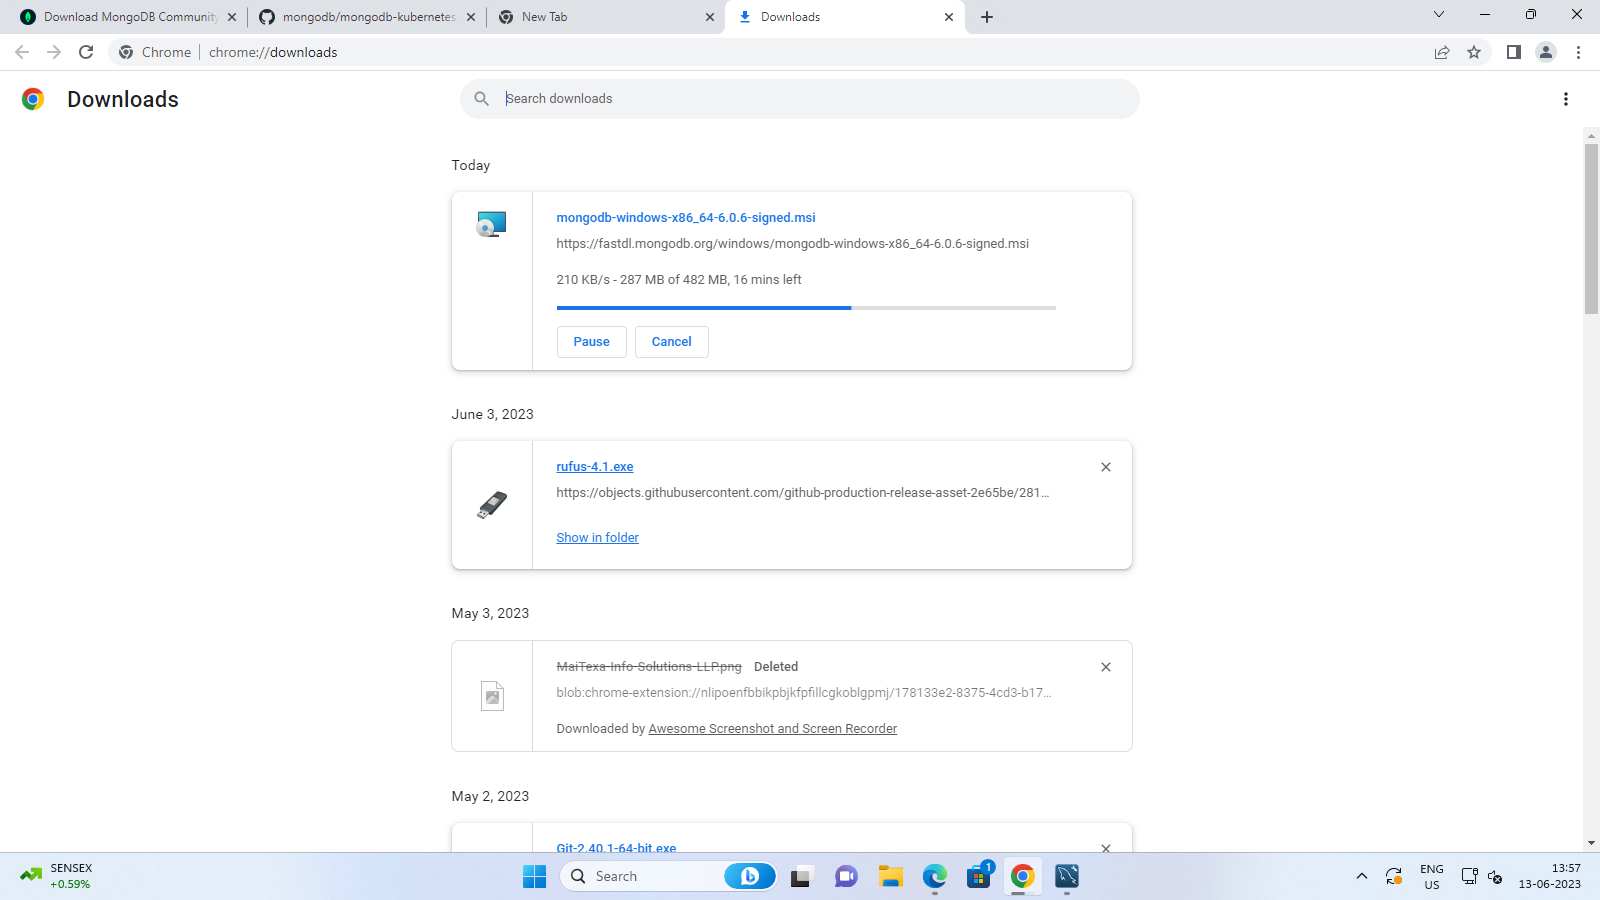 Download MongoDB Community
mongodb/mongodb-kubernetes
New Tab
Downloads
Chrome
chrome://downloads
Downloads
Search downloads
Today
mongodb-windows-x86_64-6.0.6-signed.msi
https://fastdl.mongodb.org/windows/mongodb-windows-x86_64-6.0.6-signed.msi
210 KB/s - 287 MB of 482 MB, 16 mins left
Pause
Cancel
June 3, 2023
rufus-4.1.exe
https://objects.githubusercontent.com/github-production-release-asset-2e65be/281…
Show in folder
May 3, 2023
MaiTexa-Info-Solutions-LLP.png Deleted
blob:chrome-extension://nlipoenfbbikpbjkfpfillcgkoblgpmj/178133e2-8375-4cd3-b17…
Downloaded by Awesome Screenshot and Screen Recorder
May 2, 2023
Git-2.40.1-64-bit.exe
SENSEX
+0.59%
Search
1
ENG
US
13:57
13-06-2023